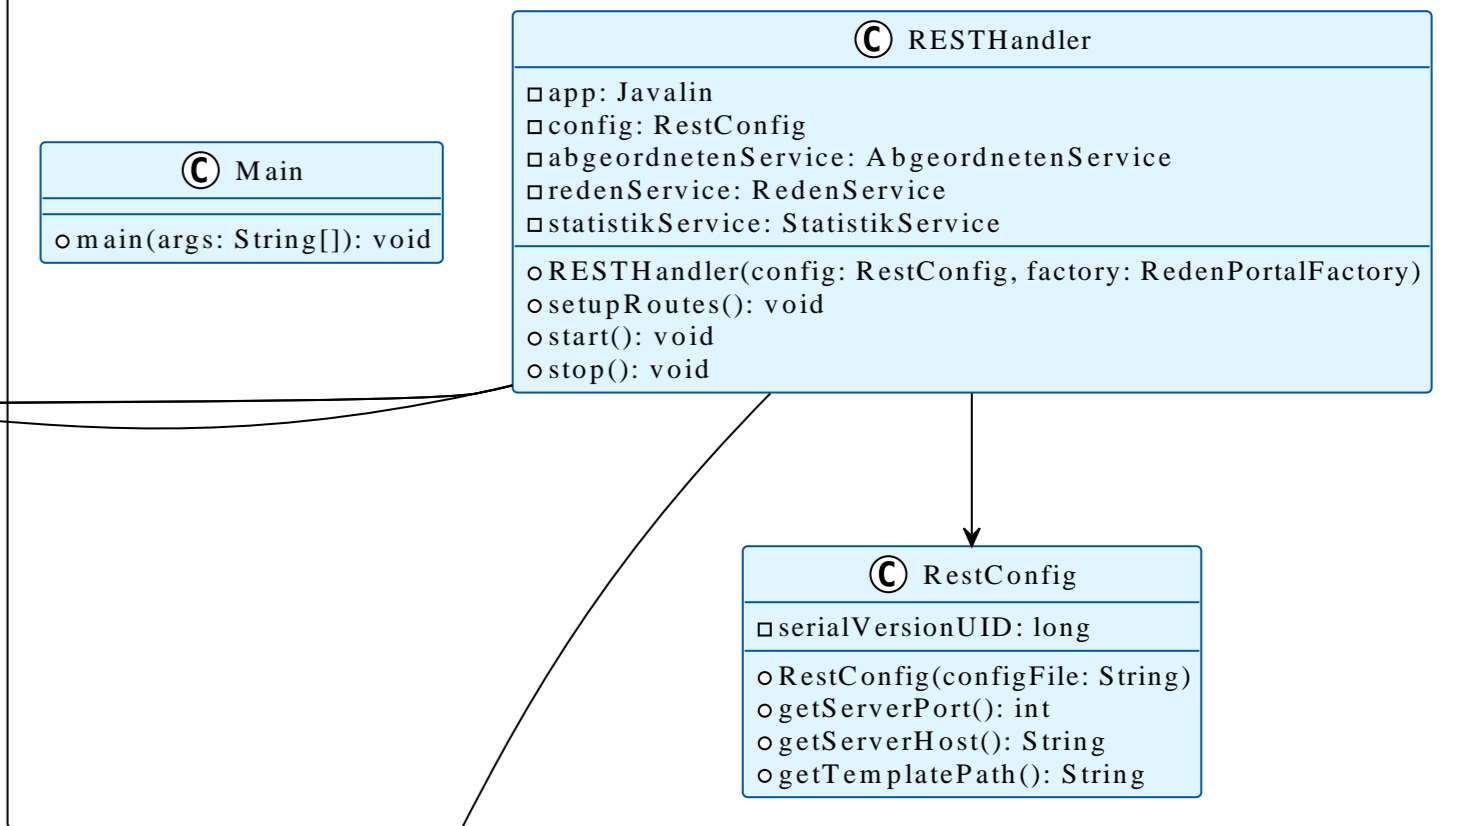 C RESTHandler
app: Javalin
config: RestConfig
abgeordnetenService: AbgeordnetenService
redenService: RedenService
statistikService: StatistikService
RESTHandler(config: RestConfig, factory: RedenPortalFactory)
setupRoutes(): void
start(): void
stop(): void
C Main
main(args: String[]): void
C RestConfig
serialVersionUID: long
RestConfig(configFile: String)
getServerPort(): int
getServerHost(): String
getTemplatePath(): String